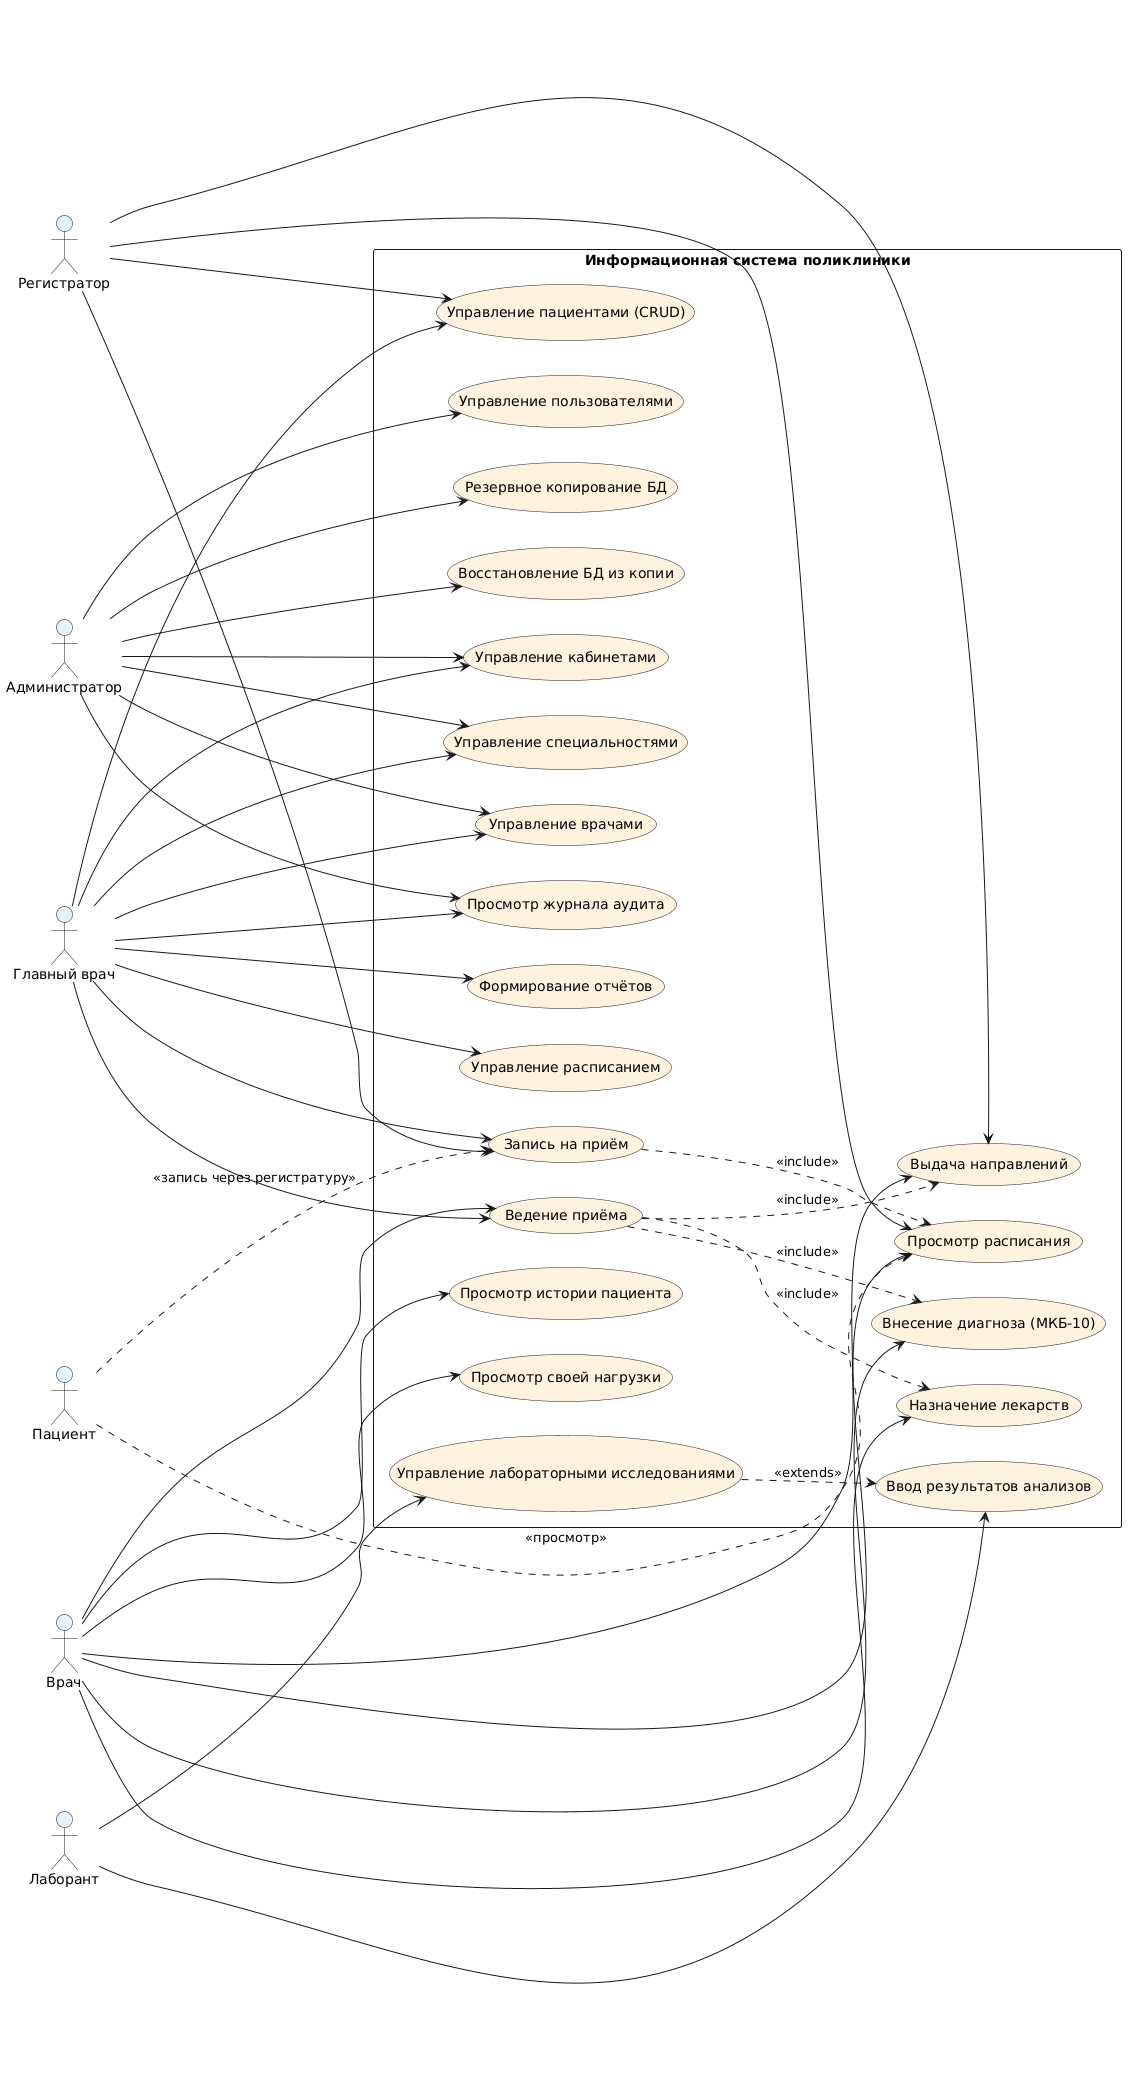 Информационная система поликлиники
Регистратор
Управление пациентами (CRUD)
Управление пользователями
Резервное копирование БД
Восстановление БД из копии
Управление кабинетами
Администратор
Управление специальностями
Управление врачами
Просмотр журнала аудита
Главный врач
Формирование отчётов
Управление расписанием
Запись на приём
«include»
Выдача направлений
«запись через регистратуру»
«include»
Ведение приёма
Просмотр расписания
«include»
Просмотр истории пациента
«include»
Внесение диагноза (МКБ-10)
Просмотр своей нагрузки
Назначение лекарств
Пациент
Управление лабораторными исследованиями
«extends»
Ввод результатов анализов
«просмотр»
Врач
Лаборант